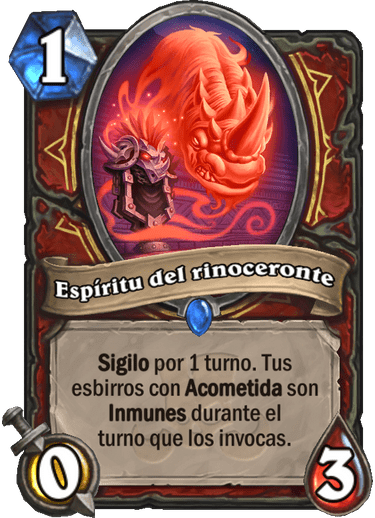 1
Espíritu del rinoceronte
Sigilo por 1 turno. Tus
esbirros con Acometida son
Inmunes durante el
turno que los invocas.
0
3